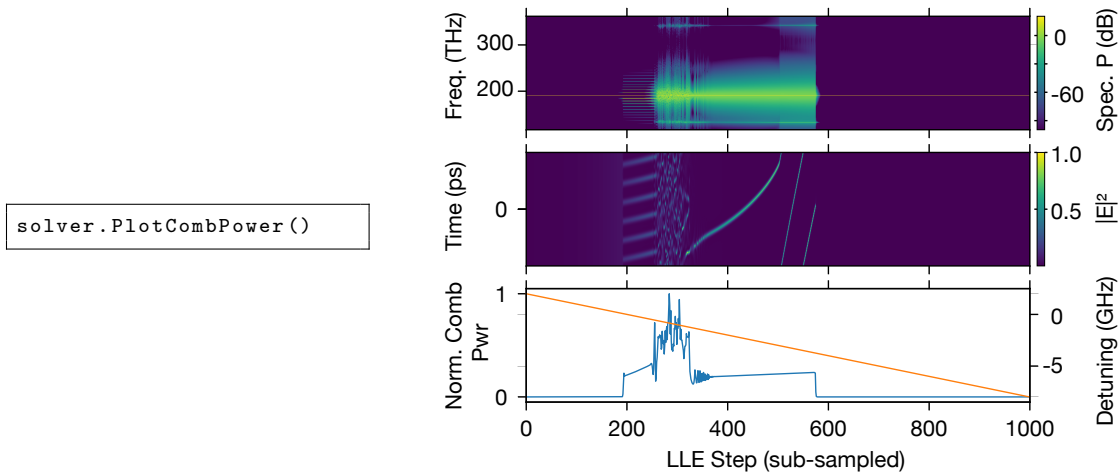 solver.PlotCombPower()
Freq. (THz)
300
200
0
-60
Spec. P (dB)
Time (ps)
0
1.0
0.5
|E|²
Norm. Comb
Pwr
1
0
0
-5
Detuning (GHz)
0 200 400 600 800 1000
LLE Step (sub-sampled)